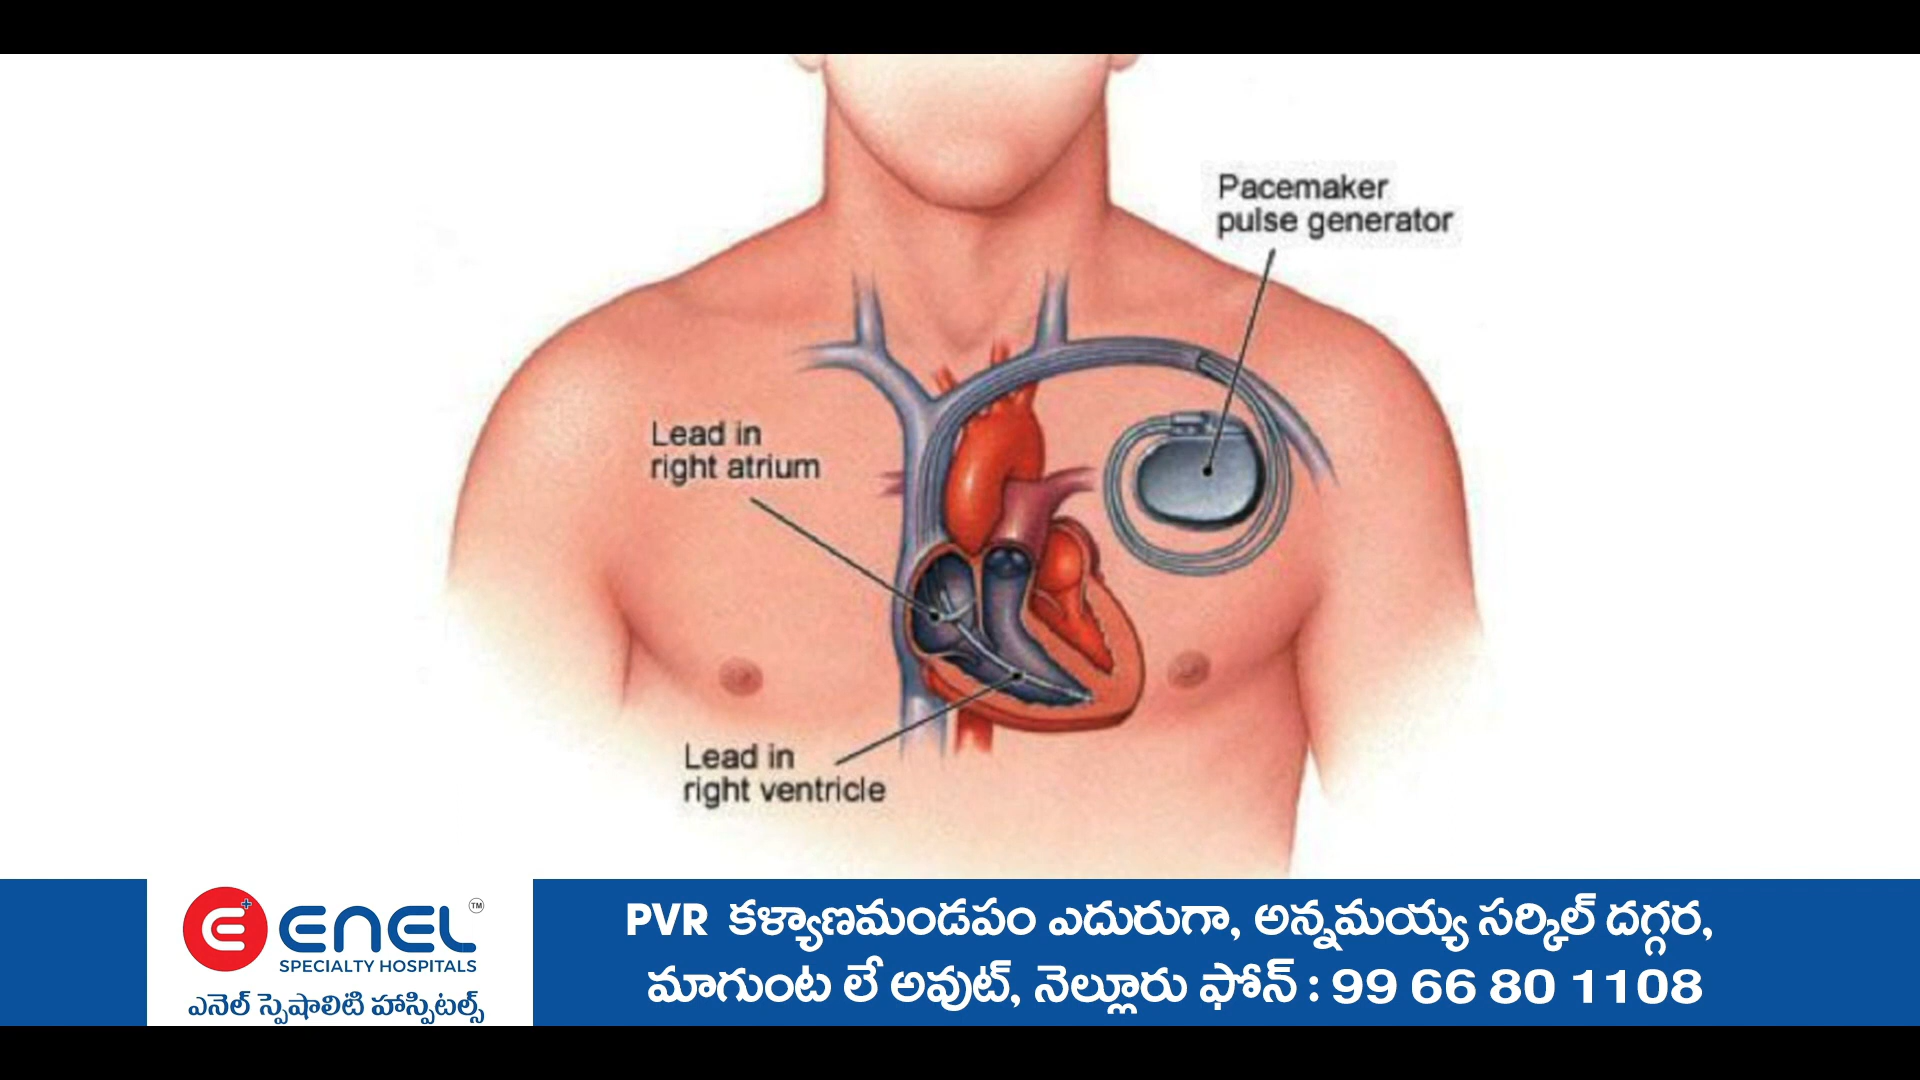 Pacemaker
pulse generator
Lead in
right atrium
Lead in
right ventricle
ENEL TM
SPECIALTY HOSPITALS
ఎనెల్ స్పెషాలిటి హాస్పిటల్స్
PVR కళ్యాణమండపం ఎదురుగా, అన్నమయ్య సర్కిల్ దగ్గర,
మాగుంట లే అవుట్, నెల్లూరు ఫోన్ : 99 66 80 1108